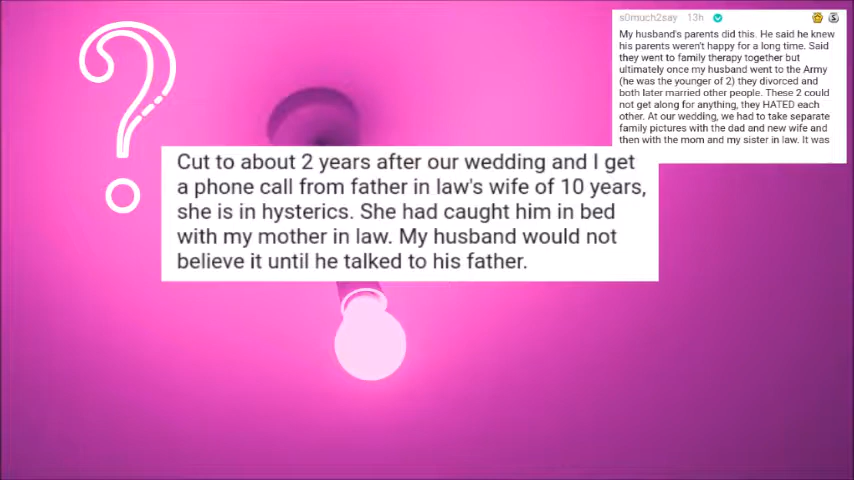 s0much2say 13h
My husband's parents did this. He said he knew
his parents weren't happy for a long time. Said
they went to family therapy together but
ultimately once my husband went to the Army
(he was the younger of 2) they divorced and
both later married other people. These 2 could
not get along for anything, they HATED each
other. At our wedding, we had to take separate
family pictures with the dad and new wife and
then with the mom and my sister in law. It was
Cut to about 2 years after our wedding and I get
a phone call from father in law's wife of 10 years,
she is in hysterics. She had caught him in bed
with my mother in law. My husband would not
believe it until he talked to his father.